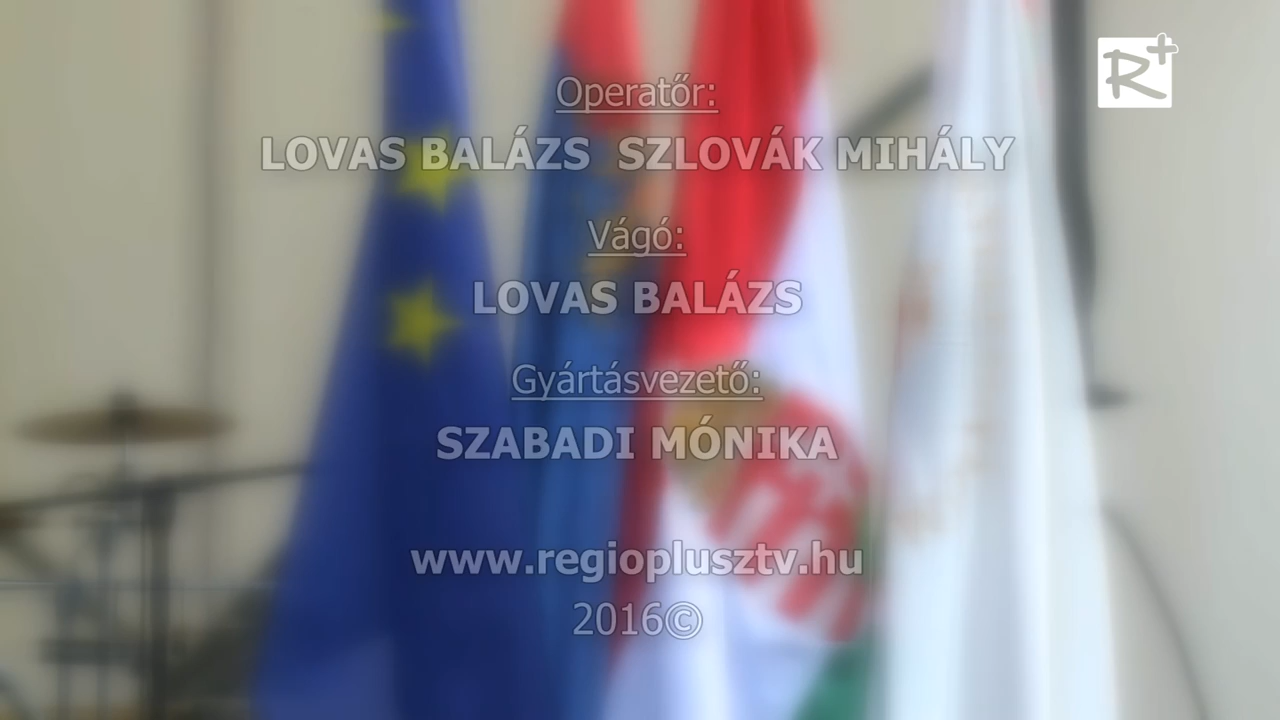 R+
Operatőr:
LOVAS BALÁZS SZLOVÁK MIHÁLY
Vágó:
LOVAS BALÁZS
Gyártásvezető:
SZABADI MÓNIKA
www.regioplusztv.hu
2016©